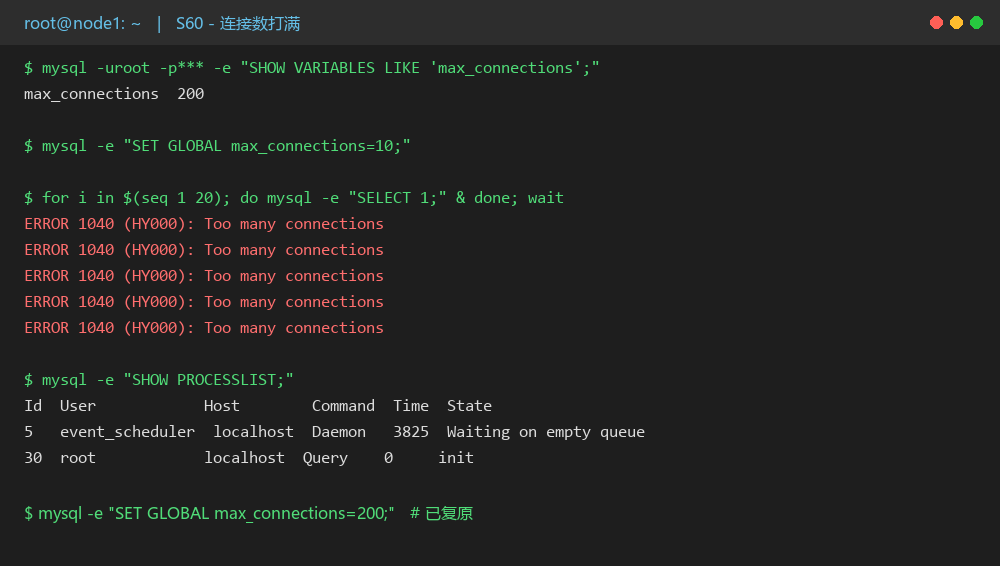 root@node1: ~ | S60 - 连接数打满
$ mysql -uroot -p*** -e "SHOW VARIABLES LIKE 'max_connections';"
max_connections  200
$ mysql -e "SET GLOBAL max_connections=10;"
$ for i in $(seq 1 20); do mysql -e "SELECT 1;" & done; wait
ERROR 1040 (HY000): Too many connections
ERROR 1040 (HY000): Too many connections
ERROR 1040 (HY000): Too many connections
ERROR 1040 (HY000): Too many connections
ERROR 1040 (HY000): Too many connections
$ mysql -e "SHOW PROCESSLIST;"
Id  User            Host        Command  Time  State
5   event_scheduler  localhost  Daemon   3825  Waiting on empty queue
30  root            localhost  Query    0     init
$ mysql -e "SET GLOBAL max_connections=200;"   # 已复原